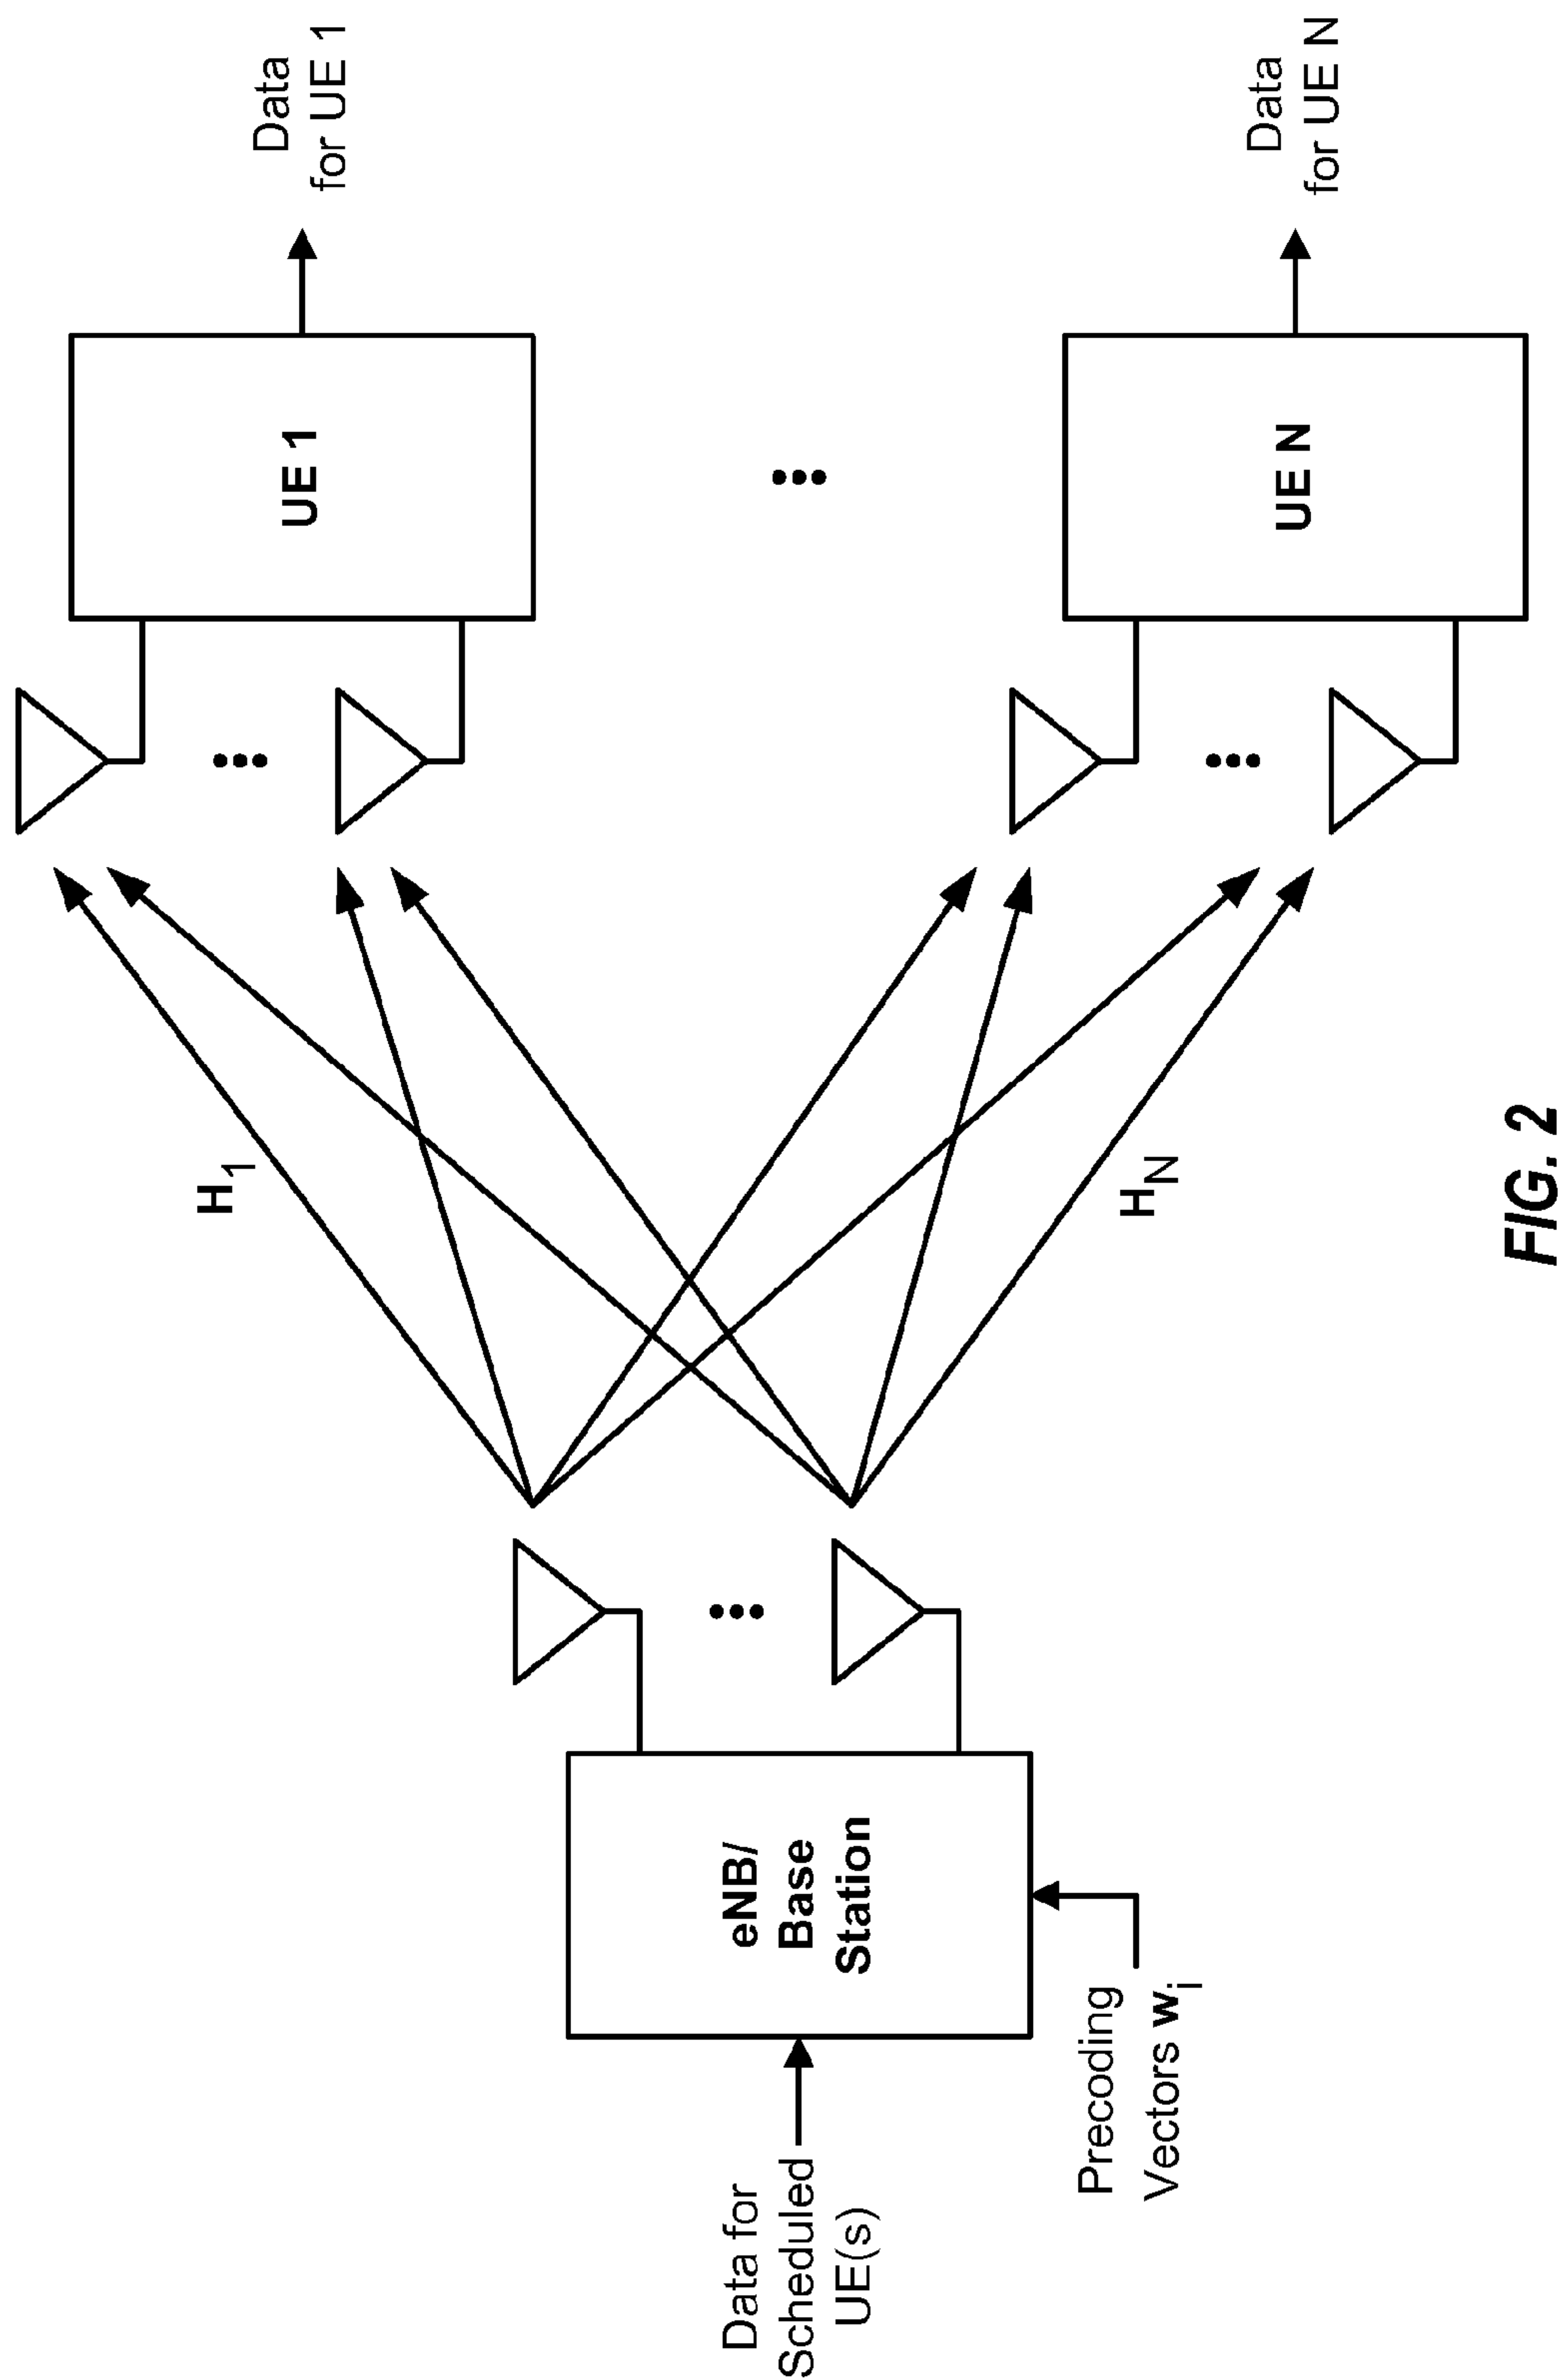 Data for
Scheduled
UE(s)
eNB/
Base
Station
Precoding
Vectors wi
H1
HN
UE 1
Data
for UE 1
UE N
Data
for UE N
FIG. 2